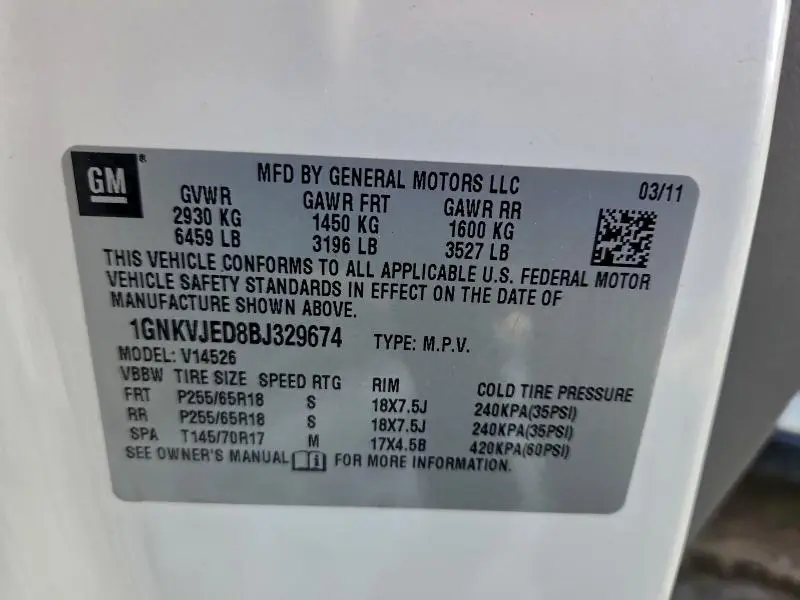 GM®
MFD BY GENERAL MOTORS LLC 03/11
GVWR GAWR FRT GAWR RR
2930 KG 1450 KG 1600 KG
6459 LB 3196 LB 3527 LB
THIS VEHICLE CONFORMS TO ALL APPLICABLE U.S. FEDERAL MOTOR
VEHICLE SAFETY STANDARDS IN EFFECT ON THE DATE OF
MANUFACTURE SHOWN ABOVE.
1GNKVJED8BJ329674 TYPE: M.P.V.
MODEL: V14526
VBBW TIRE SIZE SPEED RTG RIM COLD TIRE PRESSURE
FRT P255/65R18 S 18X7.5J 240KPA(35PSI)
RR P255/65R18 S 18X7.5J 240KPA(35PSI)
SPA T145/70R17 M 17X4.5B 420KPA(60PSI)
SEE OWNER'S MANUAL FOR MORE INFORMATION.